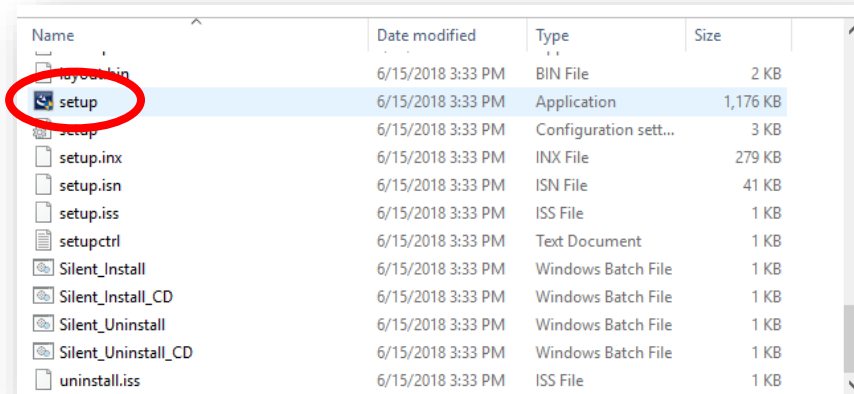 Name Date modified Type Size
layout.bin 6/15/2018 3:33 PM BIN File 2 KB
setup 6/15/2018 3:33 PM Application 1,176 KB
setup 6/15/2018 3:33 PM Configuration sett... 3 KB
setup.inx 6/15/2018 3:33 PM INX File 279 KB
setup.isn 6/15/2018 3:33 PM ISN File 41 KB
setup.iss 6/15/2018 3:33 PM ISS File 1 KB
setupctrl 6/15/2018 3:33 PM Text Document 1 KB
Silent_Install 6/15/2018 3:33 PM Windows Batch File 1 KB
Silent_Install_CD 6/15/2018 3:33 PM Windows Batch File 1 KB
Silent_Uninstall 6/15/2018 3:33 PM Windows Batch File 1 KB
Silent_Uninstall_CD 6/15/2018 3:33 PM Windows Batch File 1 KB
uninstall.iss 6/15/2018 3:33 PM ISS File 1 KB